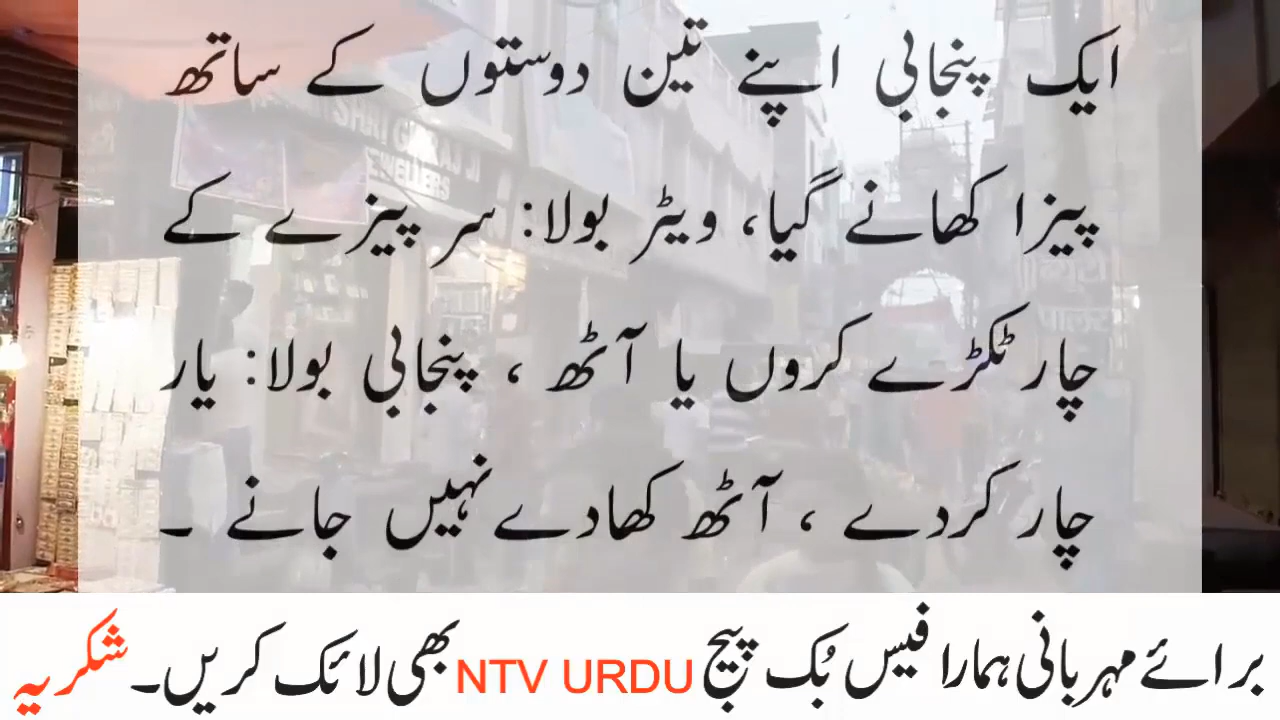 ایک پنجابی اپنے تین دوستوں کے ساتھ
پیزا کھانے گیا، ویٹر بولا: سر پیزے کے
چار ٹکڑے کروں یا آٹھ ، پنجابی بولا: یار
چار کردے ، آٹھ کھادے نہیں جانے ۔
برائے مہربانی ہمارا فیس بُک پیج NTV URDU بھی لائک کریں۔ شکریہ
SHRI G
JEWELLERS